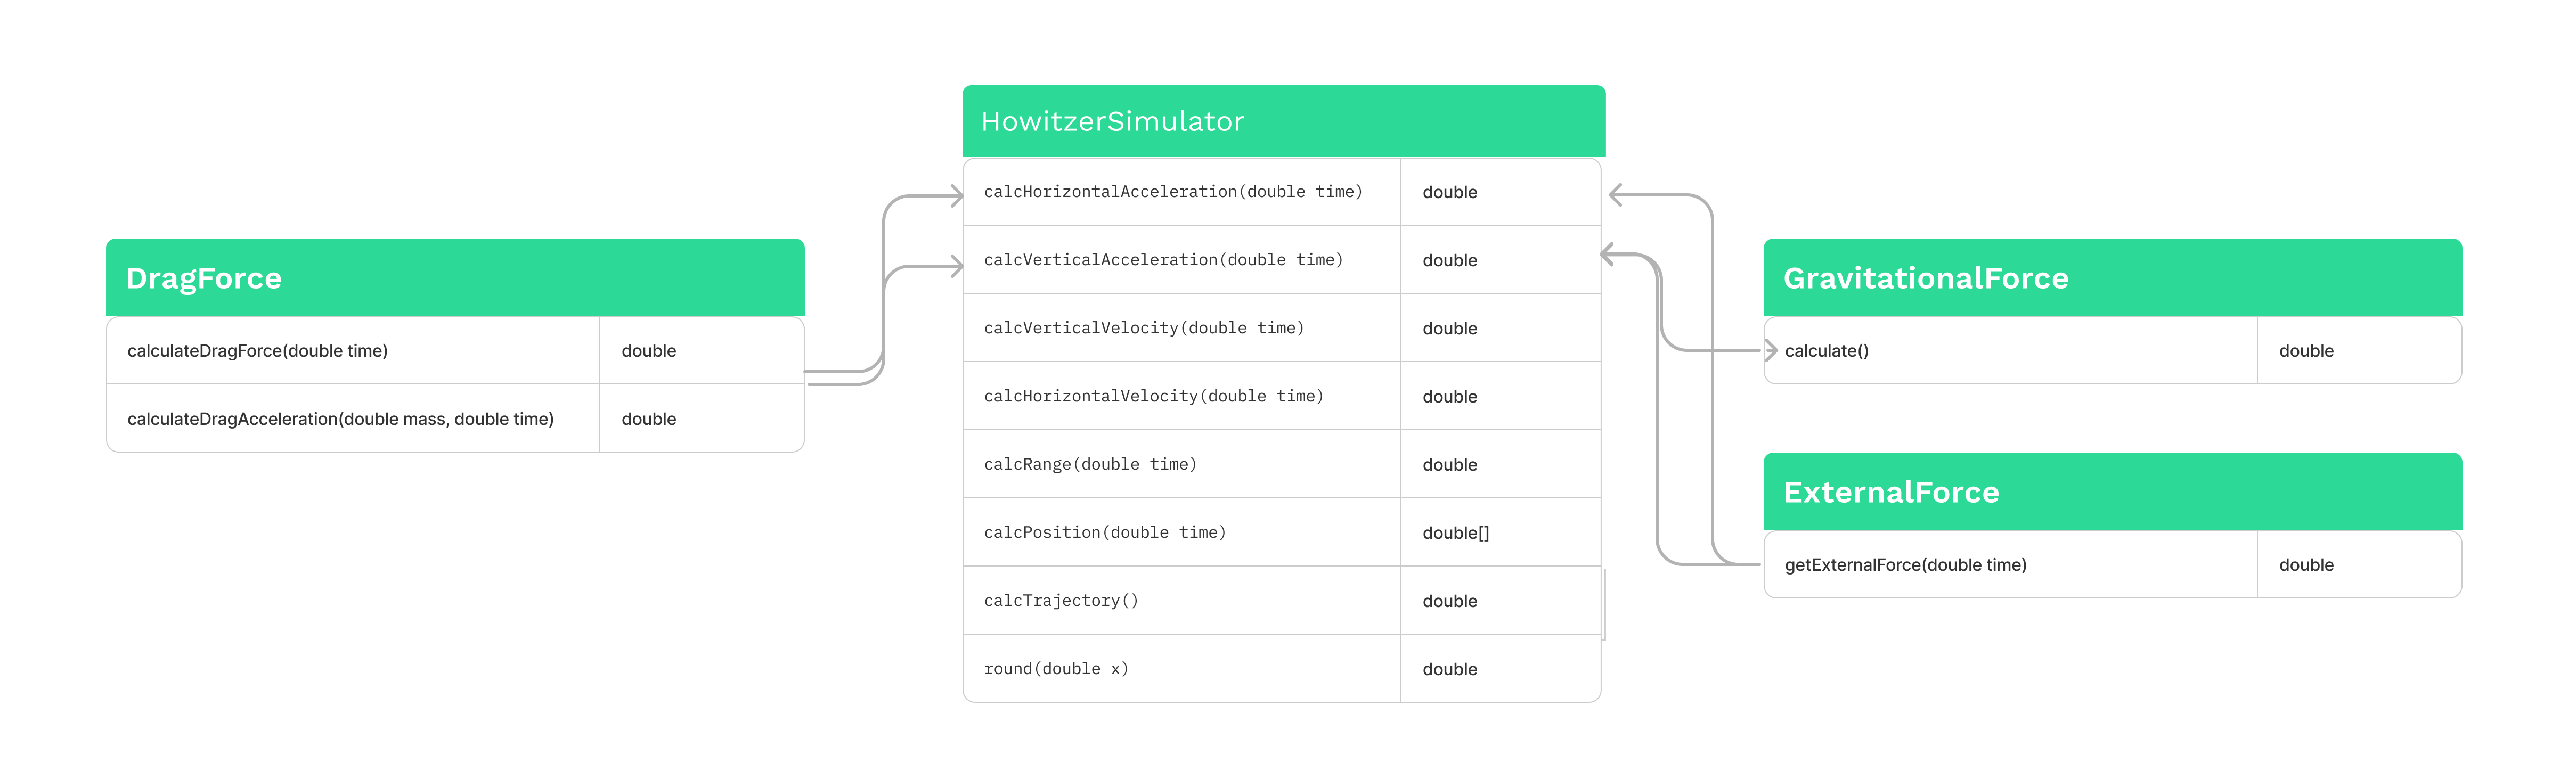 HowitzerSimulator
calcHorizontalAcceleration(double time) double
calcVerticalAcceleration(double time) double
calcVerticalVelocity(double time) double
calcHorizontalVelocity(double time) double
calcRange(double time) double
calcPosition(double time) double[]
calcTrajectory() double
round(double x) double
DragForce
calculateDragForce(double time) double
calculateDragAcceleration(double mass, double time) double
GravitationalForce
calculate() double
ExternalForce
getExternalForce(double time) double